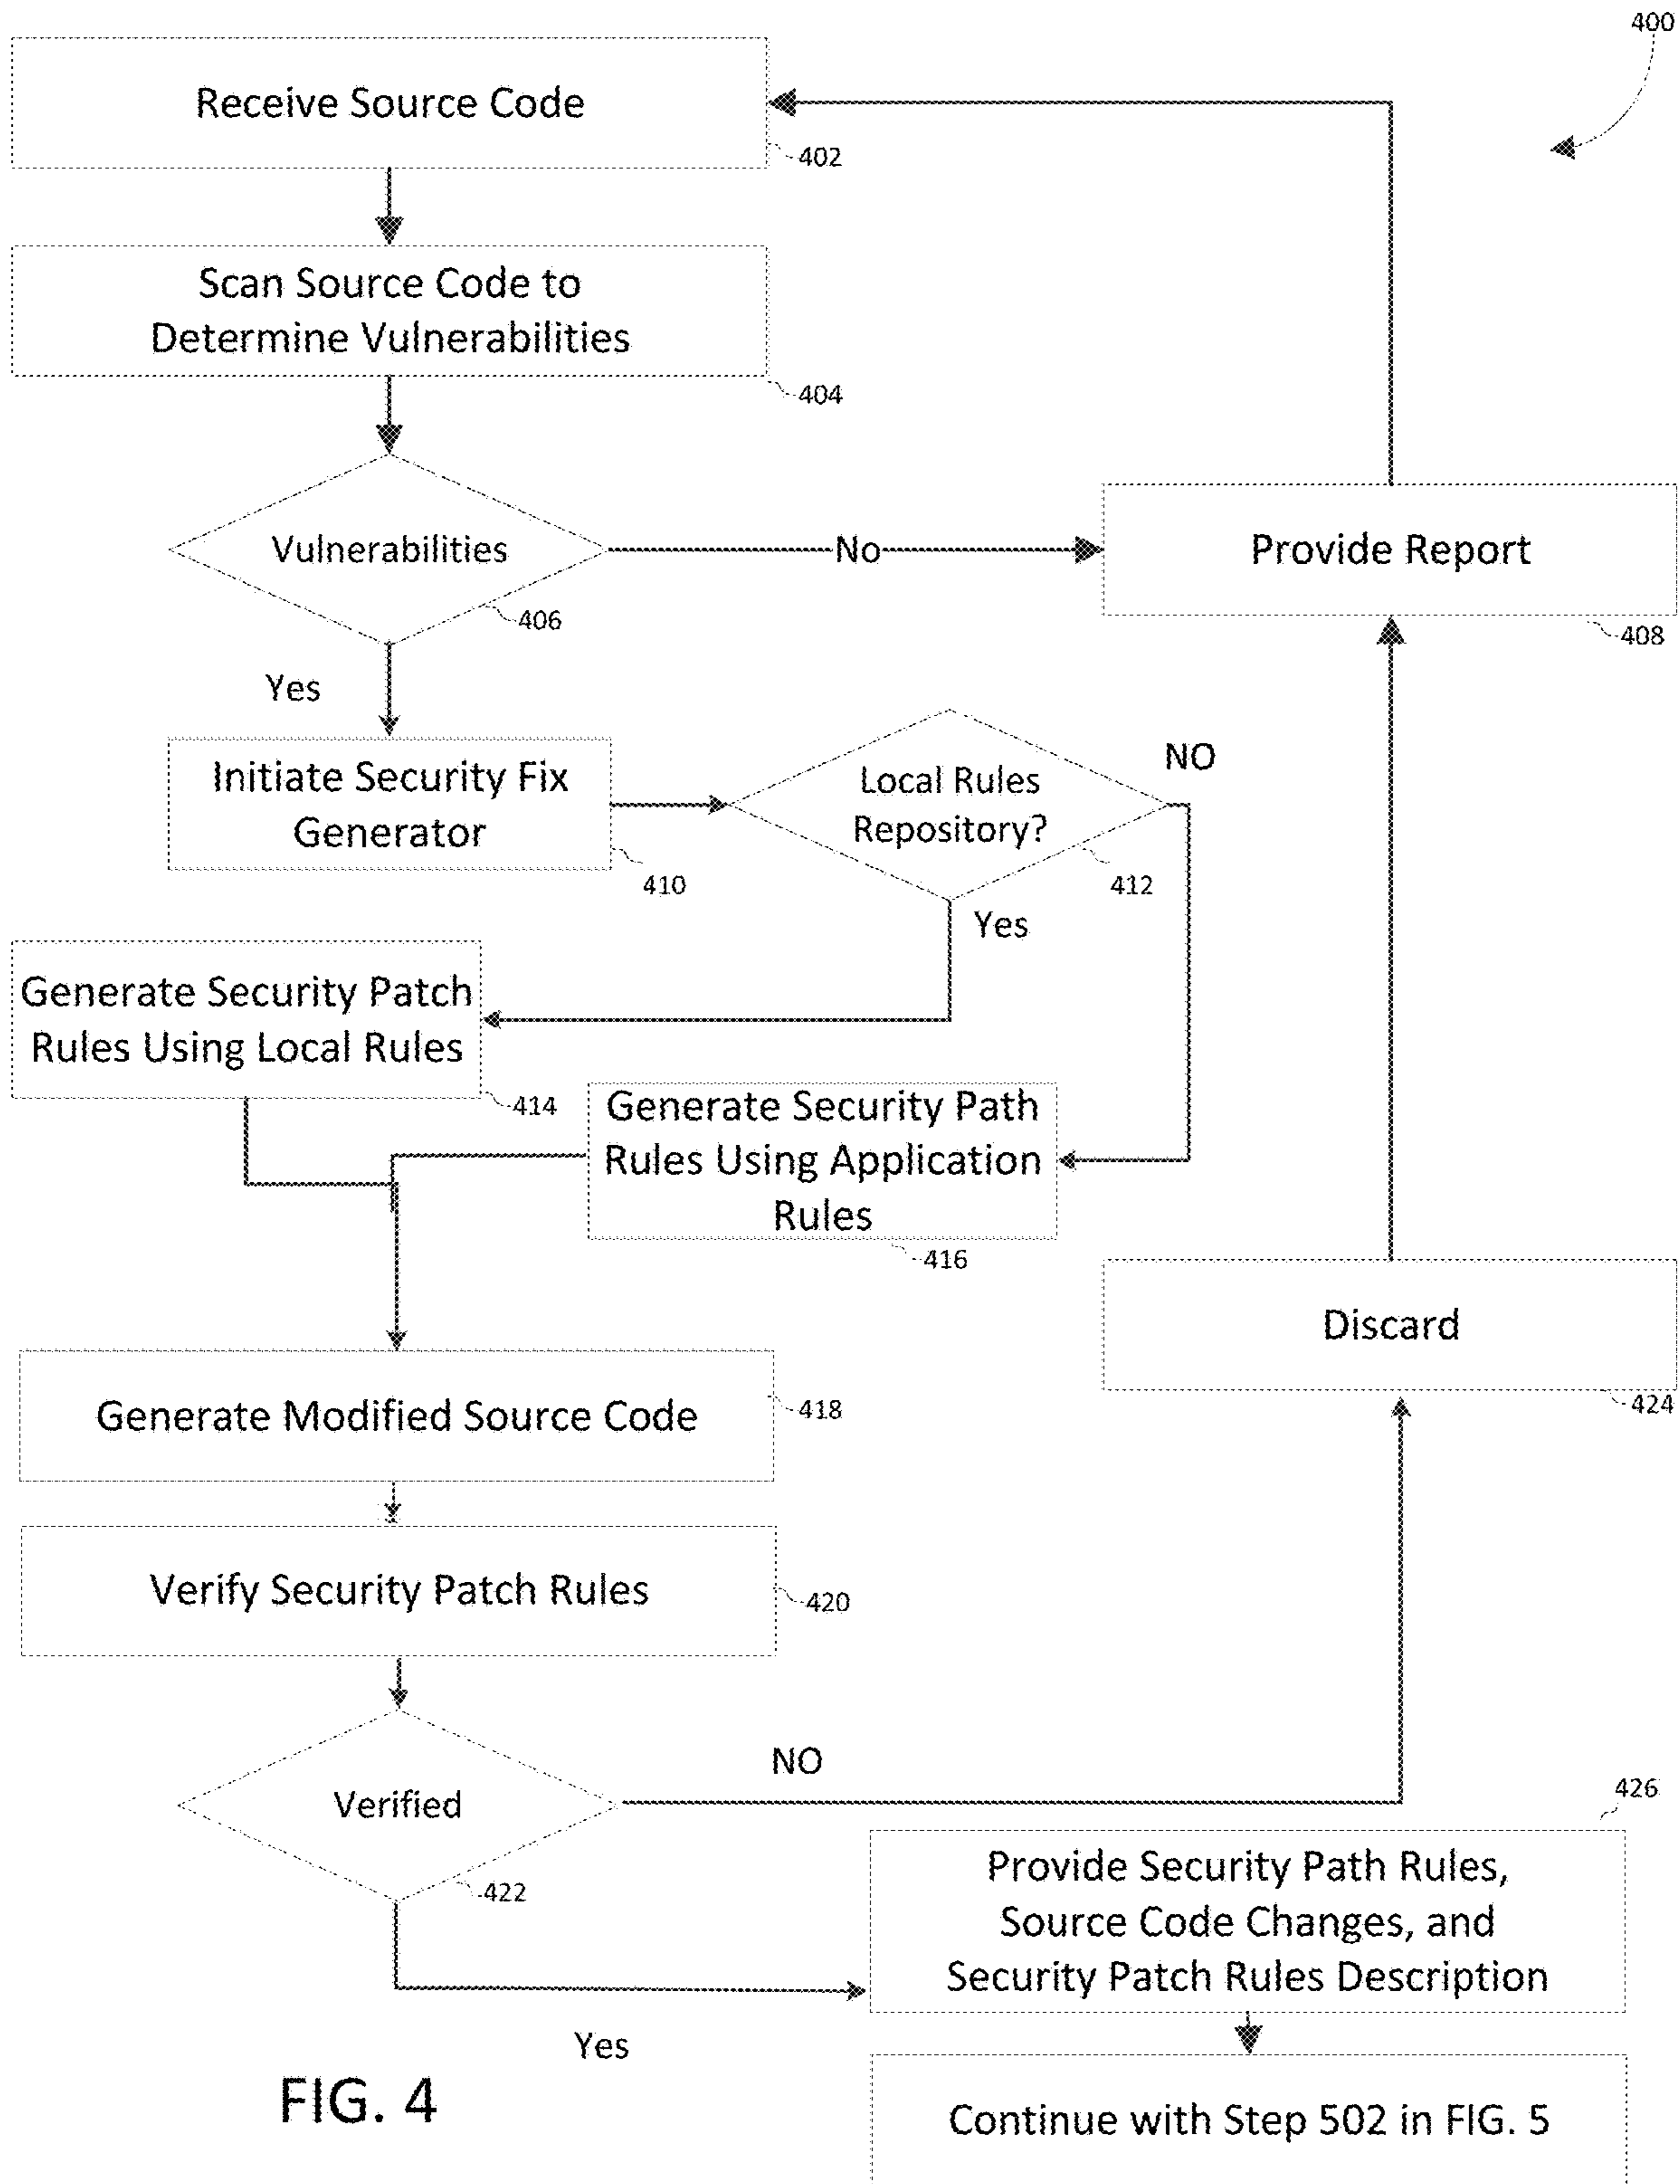 400
Receive Source Code
402
Scan Source Code to
Determine Vulnerabilities
404
Vulnerabilities
No
Provide Report
406
408
Yes
Initiate Security Fix
Generator
410
Local Rules
Repository?
NO
412
Yes
Generate Security Patch
Rules Using Local Rules
414
Generate Security Path
Rules Using Application
Rules
416
Discard
424
Generate Modified Source Code
418
Verify Security Patch Rules
420
Verified
NO
422
426
Provide Security Path Rules,
Source Code Changes, and
Security Patch Rules Description
Yes
Continue with Step 502 in FIG. 5
FIG. 4